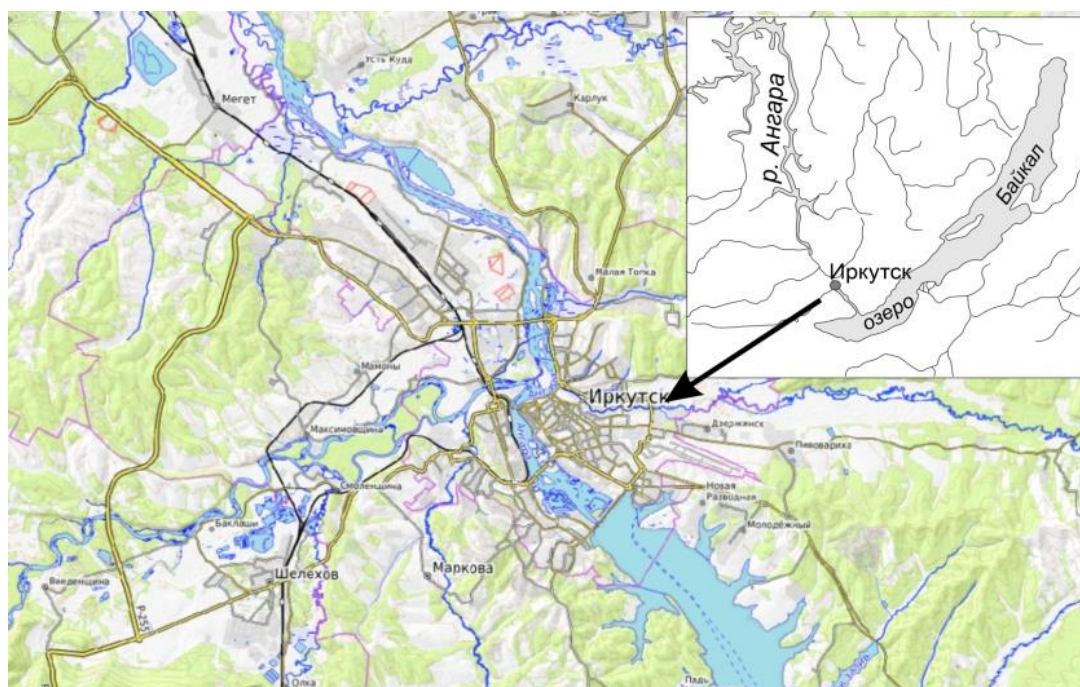 Усть Куда
Мегет
Карлук
р. Ангара
Байкал
Иркутск
озеро
Малая Топка
Мамоны
Иркутск
Максимовщина
Дзержинск
Пивовариха
Смоленщина
Новая
Разводная
Баклаши
Молодёжный
Шелехов
Маркова
Введенщина
Р-255
Олха
Падь